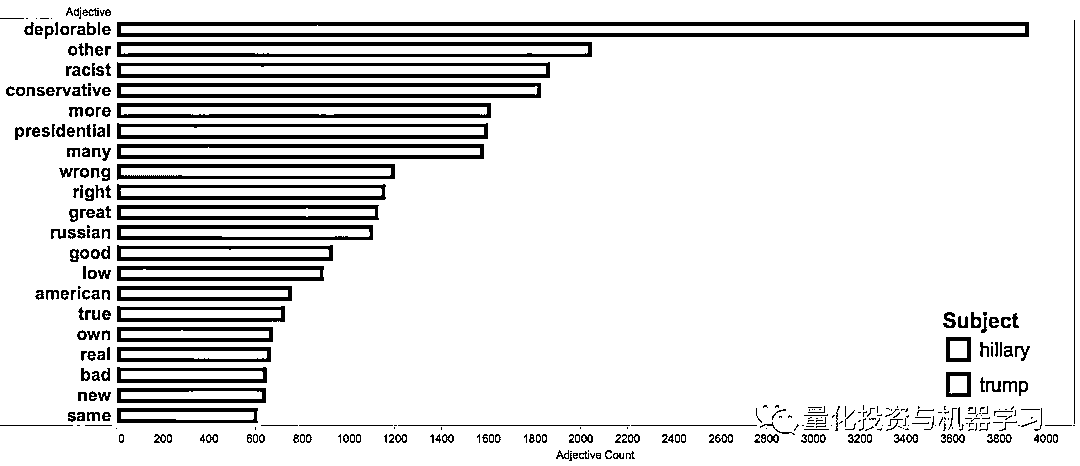 Adjective
deplorable
other
racist
conservative
more
presidential
many
wrong
right
great
russian
good
low
american
true
own
real
bad
new
same
Subject
hillary
trump
量化投资与机器学习
0 200 400 600 800 1000 1200 1400 1600 1800 2000 2200 2400 2600 2800 3000 3200 3400 3600 3800 4000
Adjective Count